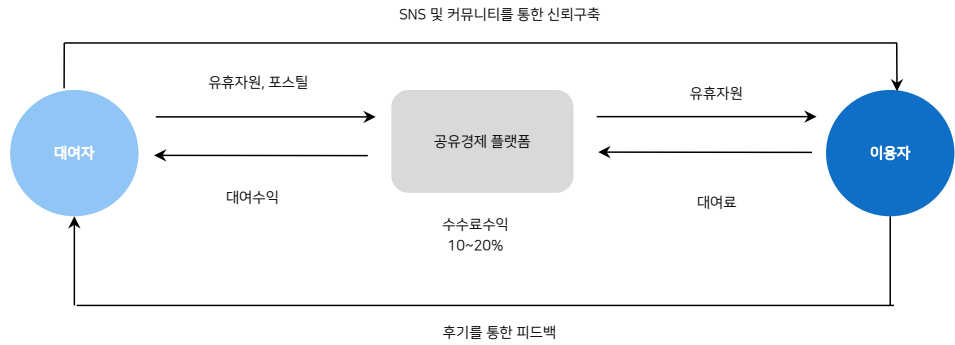 SNS 및 커뮤니티를 통한 신뢰구축
유휴자원, 포스틸
유휴자원
대여자
공유경제 플랫폼
이용자
대여수익
대여료
수수료수익
10~20%
후기를 통한 피드백